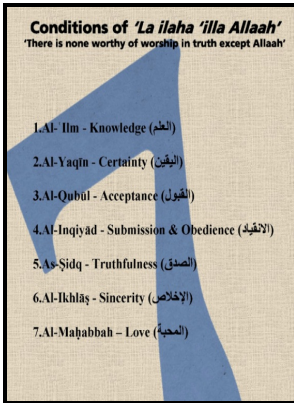 Conditions of ‘La ilaha ‘illa Allaah’
‘There is none worthy of worship in truth except Allaah’
1.Al-ʿIlm - Knowledge (العلم)
2.Al-Yaqīn - Certainty (اليقين)
3.Al-Qubūl - Acceptance (القبول)
4.Al-Inqiyād - Submission & Obedience (الانقياد)
5.As-Ṣidq - Truthfulness (الصدق)
6.Al-Ikhlāṣ - Sincerity (الإخلاص)
7.Al-Maḥabbah – Love (المحبة)